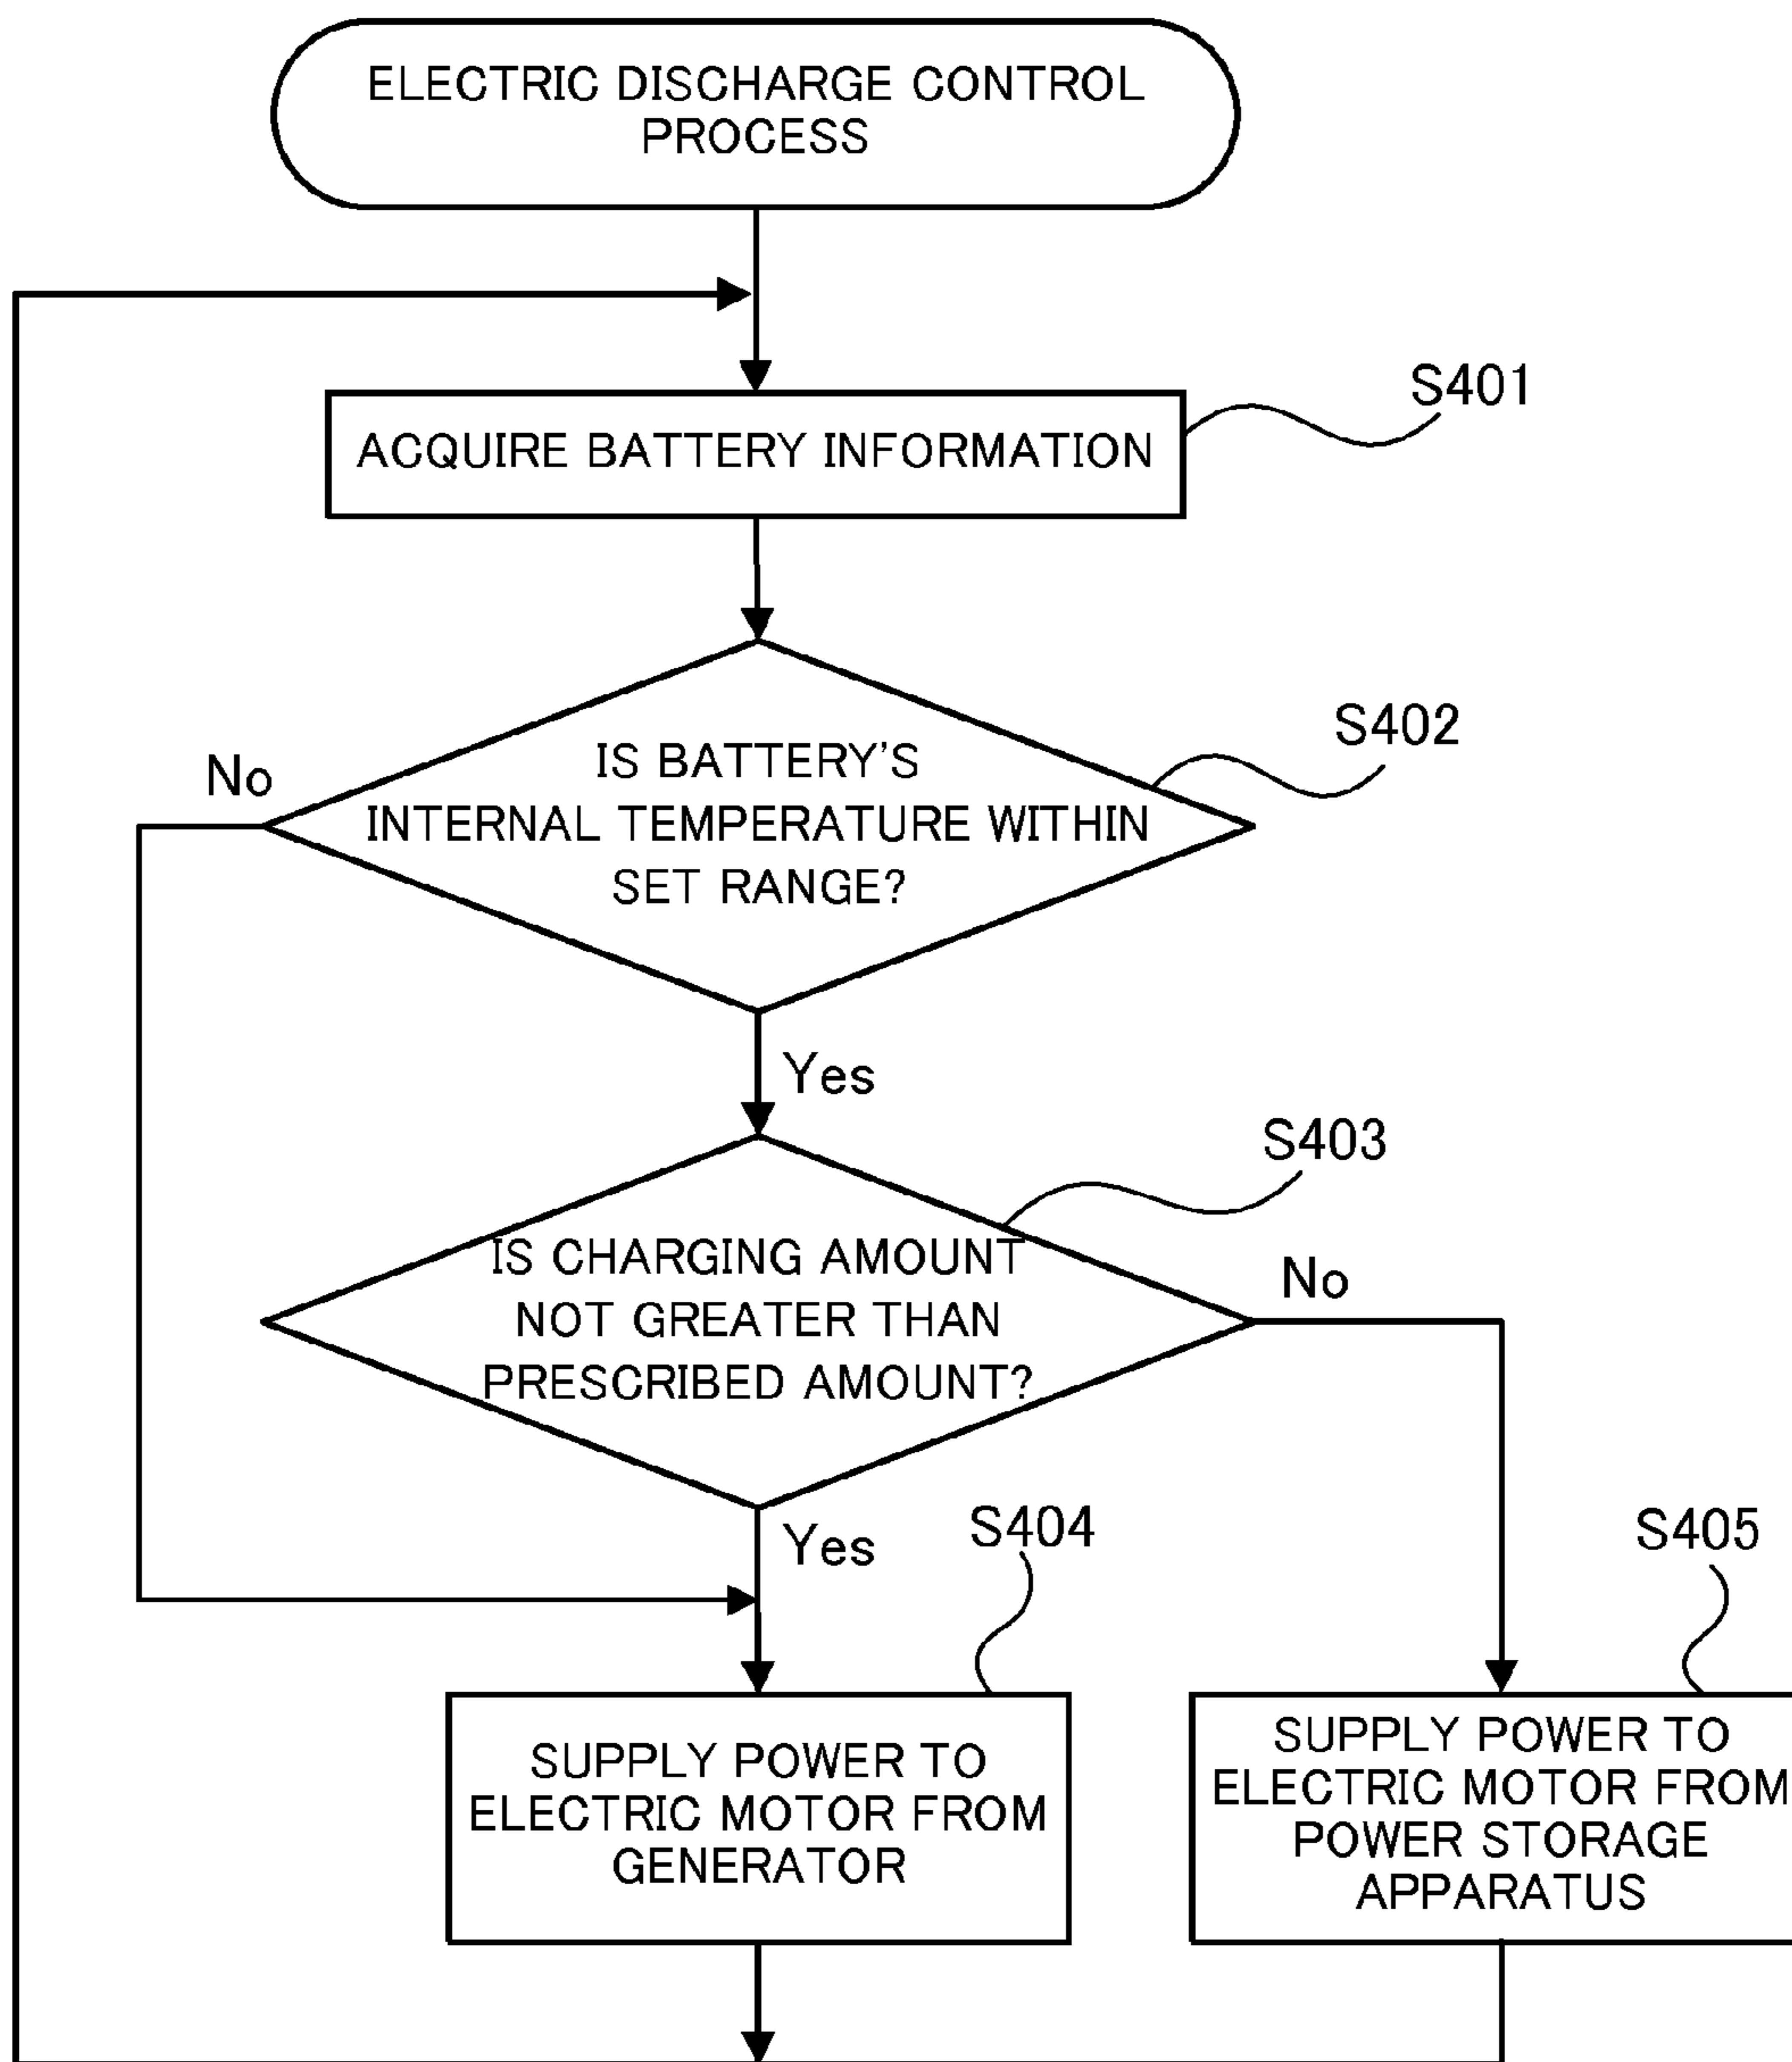 ELECTRIC DISCHARGE CONTROL
PROCESS
S401
ACQUIRE BATTERY INFORMATION
S402
No
IS BATTERY'S
INTERNAL TEMPERATURE WITHIN
SET RANGE?
Yes
S403
IS CHARGING AMOUNT
NOT GREATER THAN
PRESCRIBED AMOUNT?
No
Yes
S404
S405
SUPPLY POWER TO
ELECTRIC MOTOR FROM
GENERATOR
SUPPLY POWER TO
ELECTRIC MOTOR FROM
POWER STORAGE
APPARATUS